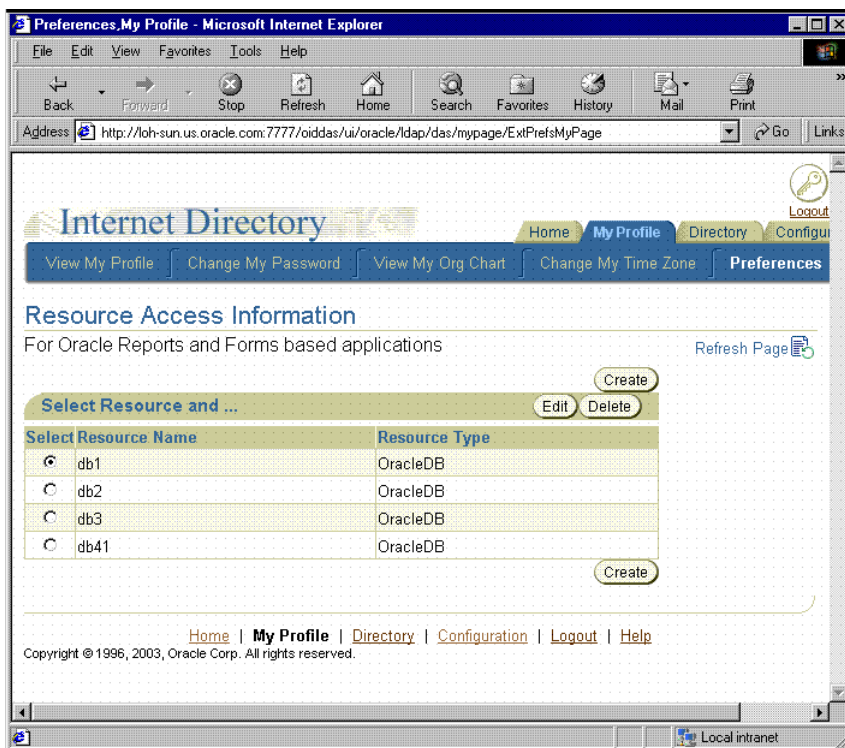 Preferences,My Profile - Microsoft Internet Explorer
File Edit View Favorites Tools Help
Back Forward Stop Refresh Home Search Favorites History Mail Print »
Address http://loh-sun.us.oracle.com:7777/oiddas/ui/oracle/ldap/das/mypage/ExtPrefsMyPage Go Links
Logout
Internet Directory
Home My Profile Directory Configur
View My Profile Change My Password View My Org Chart Change My Time Zone Preferences
Resource Access Information
For Oracle Reports and Forms based applications
Refresh Page
Create
Select Resource and ... Edit Delete
Select Resource Name Resource Type
db1 OracleDB
db2 OracleDB
db3 OracleDB
db41 OracleDB
Create
Home | My Profile | Directory | Configuration | Logout | Help
Copyright © 1996, 2003, Oracle Corp. All rights reserved.
Local intranet